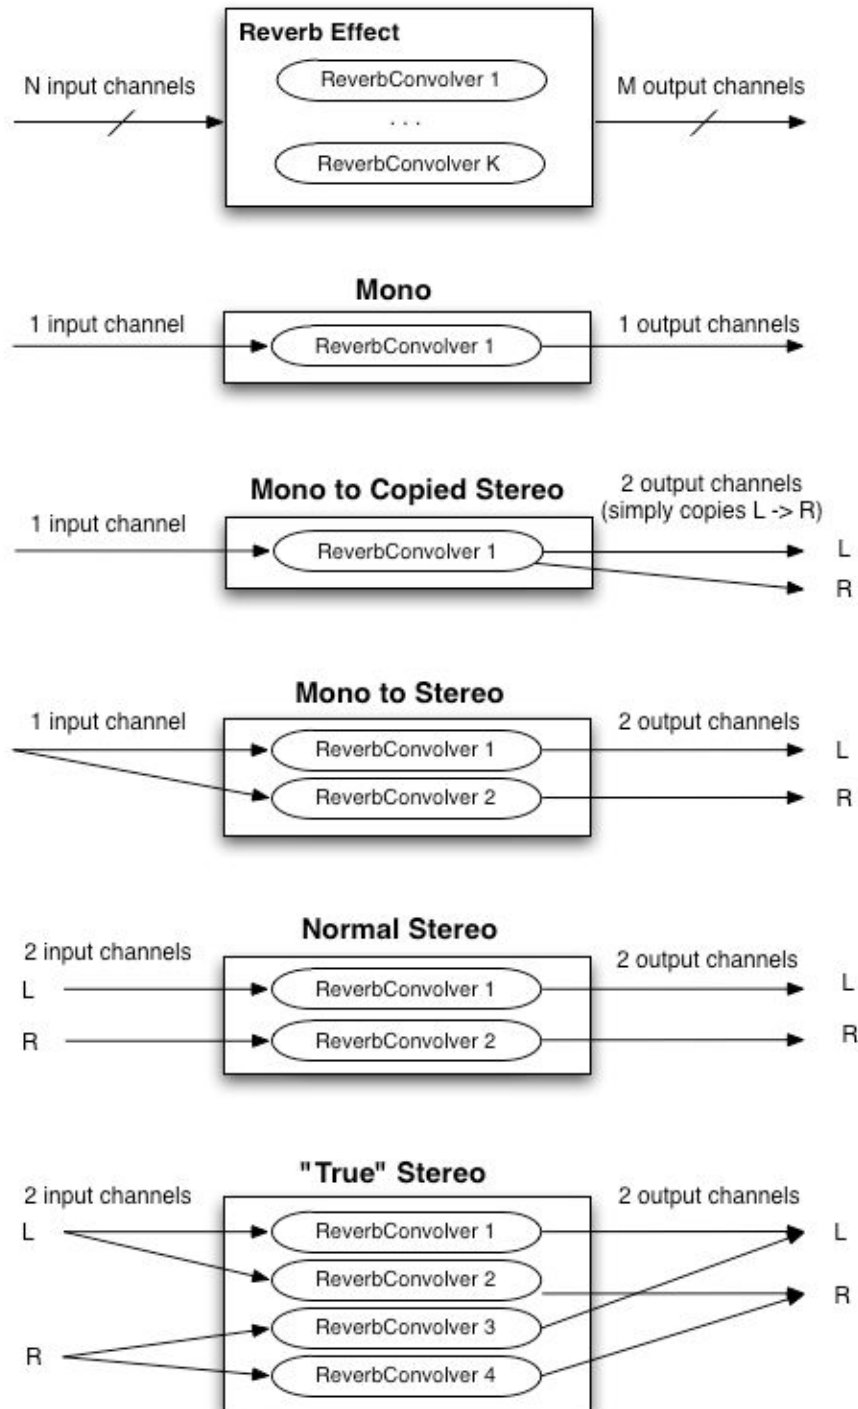 Reverb Effect
N input channels
ReverbConvolver 1
M output channels
. . .
ReverbConvolver K
Mono
1 input channel
ReverbConvolver 1
1 output channels
Mono to Copied Stereo
1 input channel
ReverbConvolver 1
2 output channels
(simply copies L -> R)
L
R
Mono to Stereo
1 input channel
ReverbConvolver 1
ReverbConvolver 2
2 output channels
L
R
Normal Stereo
2 input channels
L
R
ReverbConvolver 1
ReverbConvolver 2
2 output channels
L
R
"True" Stereo
2 input channels
L
R
ReverbConvolver 1
ReverbConvolver 2
ReverbConvolver 3
ReverbConvolver 4
2 output channels
L
R